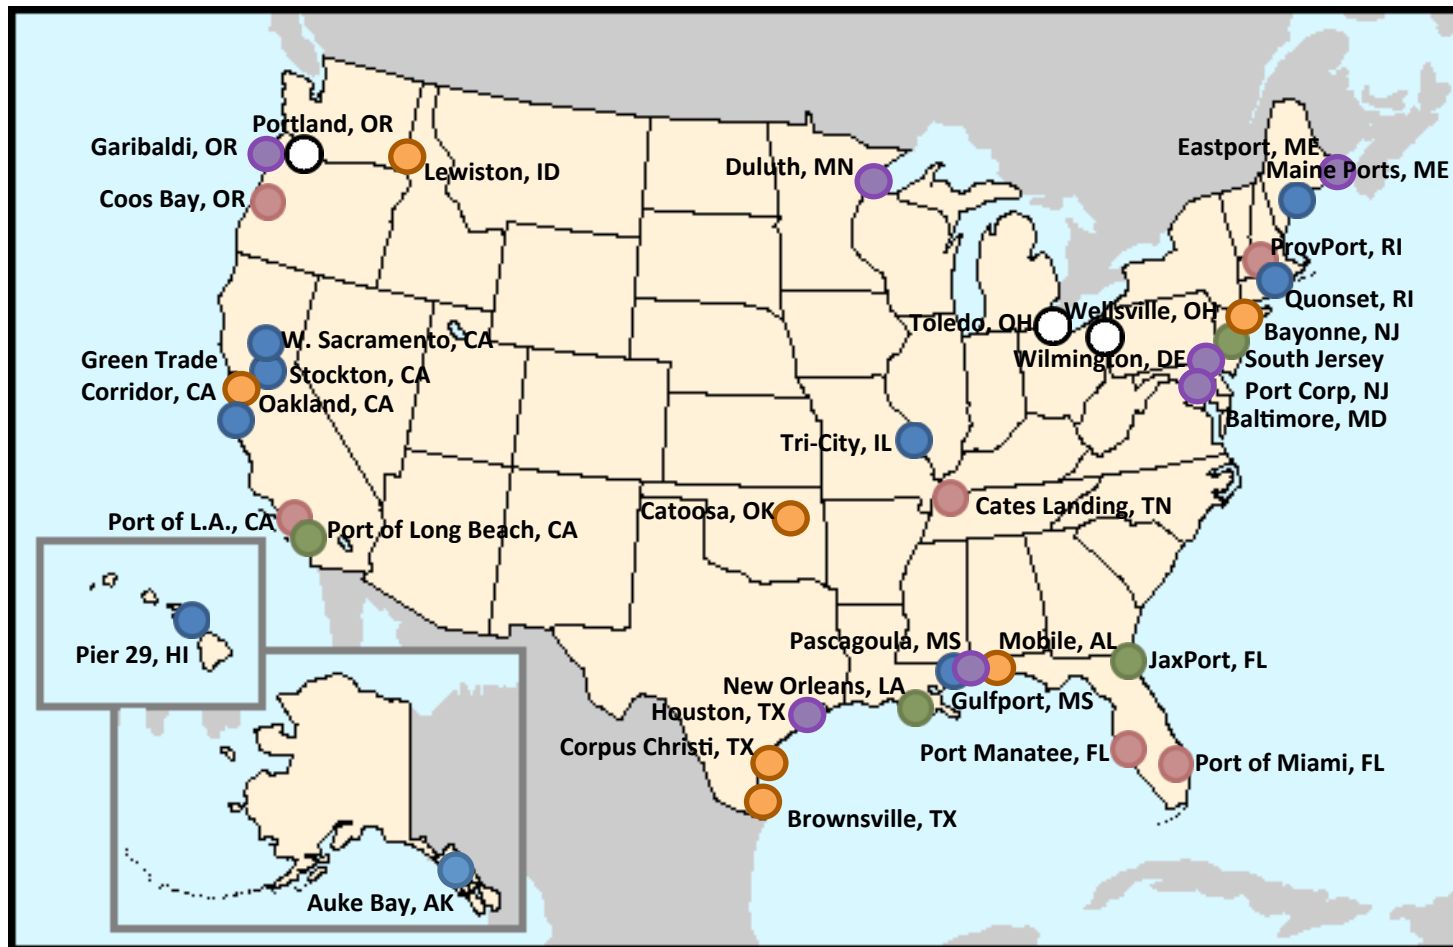 Portland, OR
Garibaldi, OR
Lewiston, ID
Coos Bay, OR
Duluth, MN
Eastport, ME
Maine Ports, ME
ProvPort, RI
Quonset, RI
Toledo, OH
Wellsville, OH
Bayonne, NJ
Wilmington, DE
South Jersey
Port Corp, NJ
Baltimore, MD
W. Sacramento, CA
Green Trade
Corridor, CA
Stockton, CA
Oakland, CA
Tri-City, IL
Cates Landing, TN
Catoosa, OK
Port of L.A., CA
Port of Long Beach, CA
Pier 29, HI
Auke Bay, AK
Pascagoula, MS
Mobile, AL
JaxPort, FL
New Orleans, LA
Gulfport, MS
Houston, TX
Corpus Christi, TX
Port Manatee, FL
Port of Miami, FL
Brownsville, TX